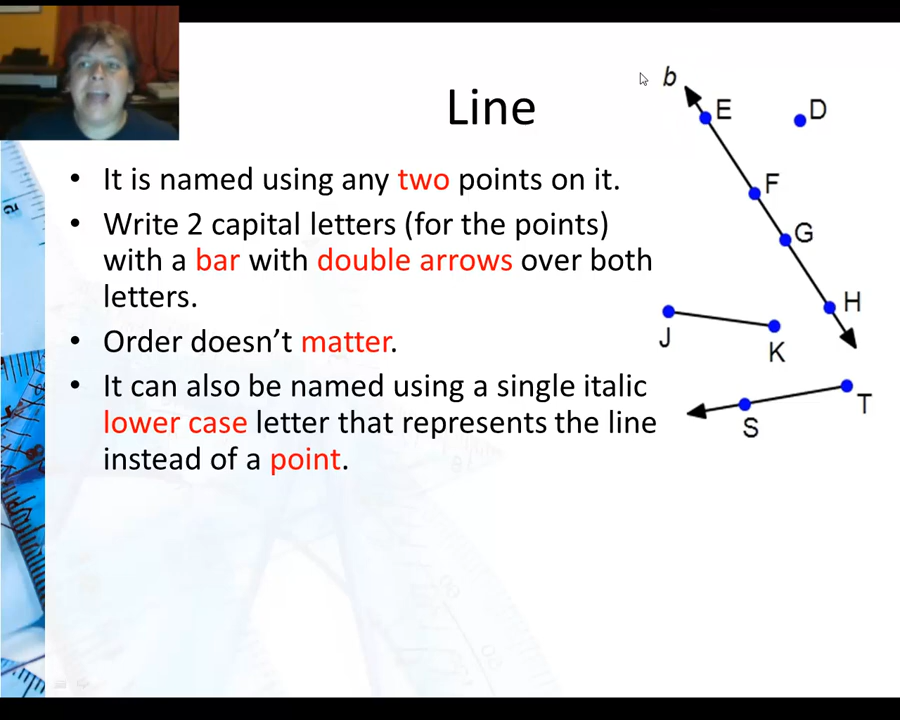 Line
• It is named using any two points on it.
• Write 2 capital letters (for the points)
with a bar with double arrows over both
letters.
• Order doesn’t matter.
• It can also be named using a single italic
lower case letter that represents the line
instead of a point.
b
E
D
F
G
H
J
K
T
S